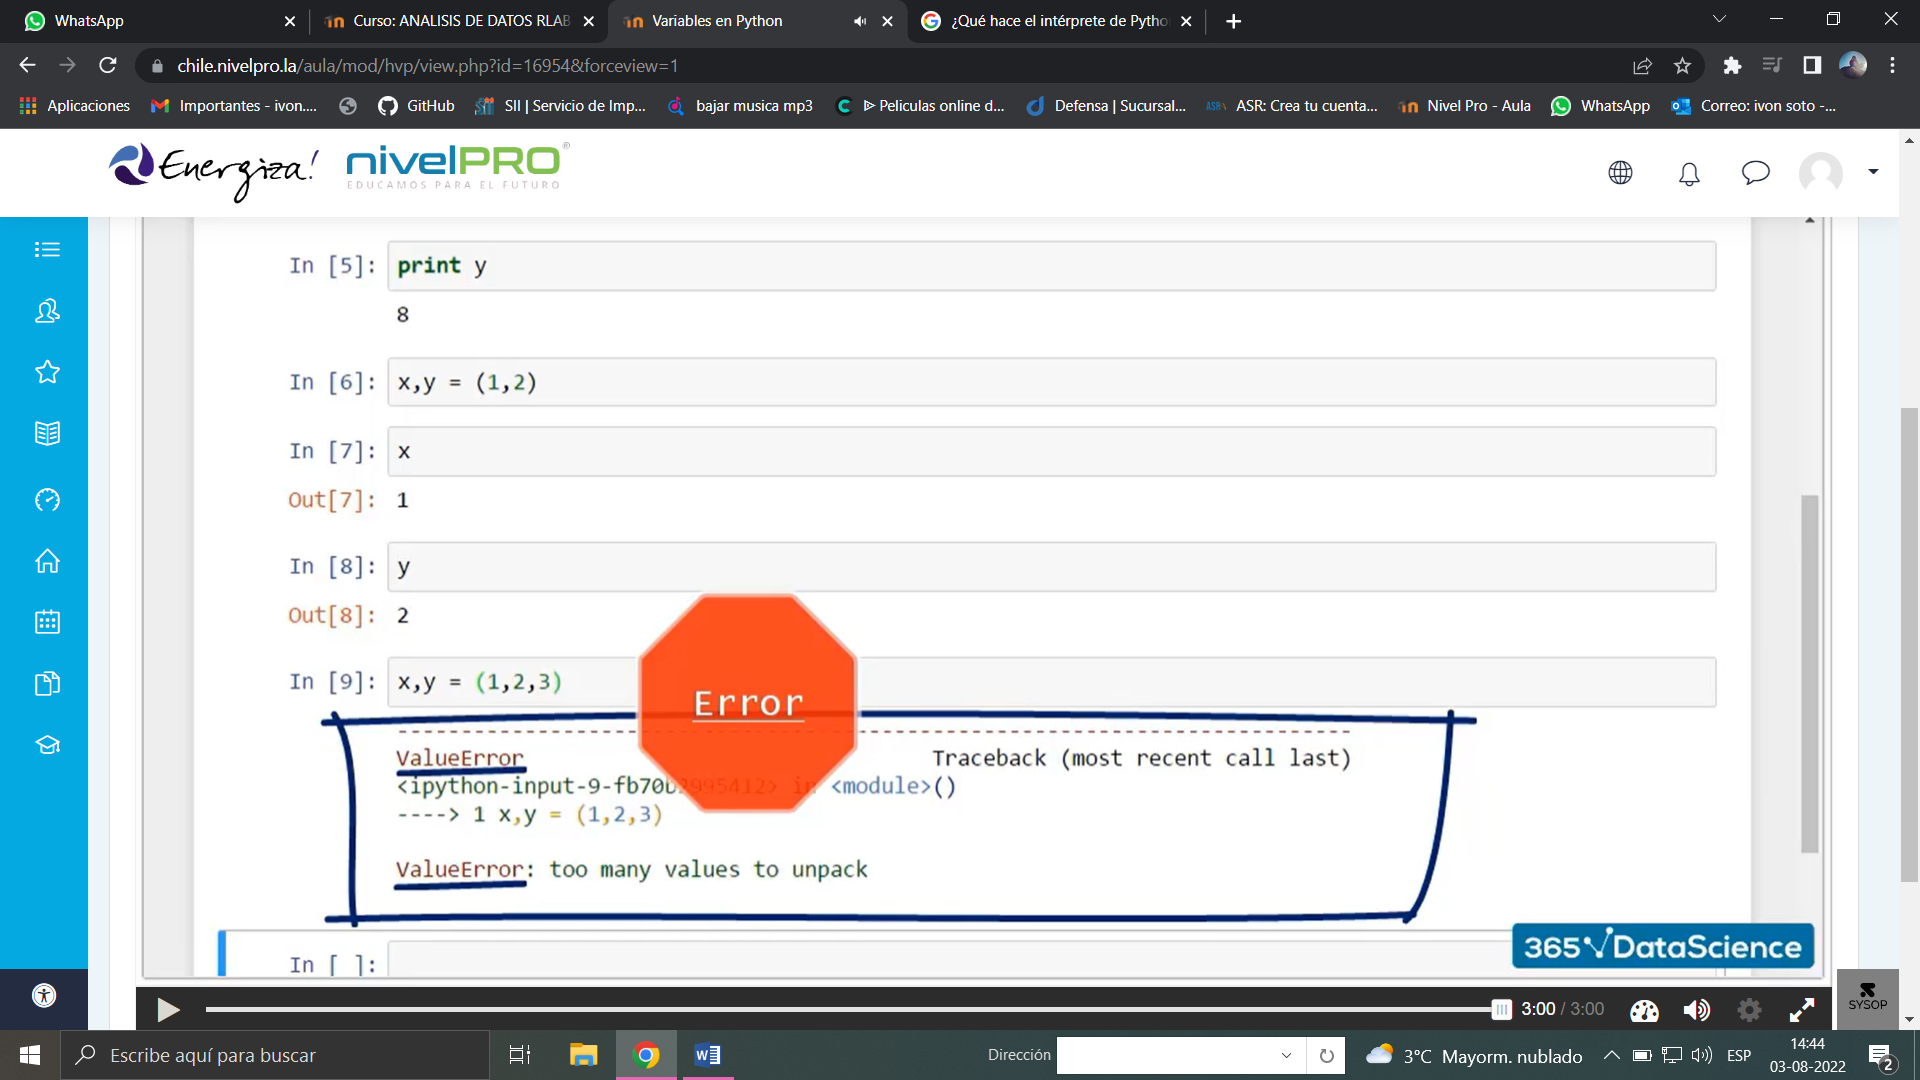 WhatsApp
Curso: ANALISIS DE DATOS RLAB
Variables en Python
¿Qué hace el intérprete de Pytho
chile.nivelpro.la/aula/mod/hvp/view.php?id=16954&forceview=1
Aplicaciones
Importantes - ivon....
GitHub
SII | Servicio de Imp...
bajar musica mp3
Peliculas online d...
Defensa | Sucursal...
ASR: Crea tu cuenta...
Nivel Pro - Aula
WhatsApp
Correo: ivon soto -...
Energiza!
nivelPRO®
EDUCAMOS PARA EL FUTURO
In [5]: print y
8
In [6]: x,y = (1,2)
In [7]: x
Out[7]: 1
In [8]: y
Out[8]: 2
In [9]: x,y = (1,2,3)
Error
ValueError Traceback (most recent call last)
<ipython-input-9-fb70b2995412> in <module>()
----> 1 x,y = (1,2,3)
ValueError: too many values to unpack
In [ ]:
365 DataScience
3:00 / 3:00
SYSOP
Escribe aquí para buscar
Dirección
3°C Mayorm. nublado
ESP
14:44
03-08-2022
2